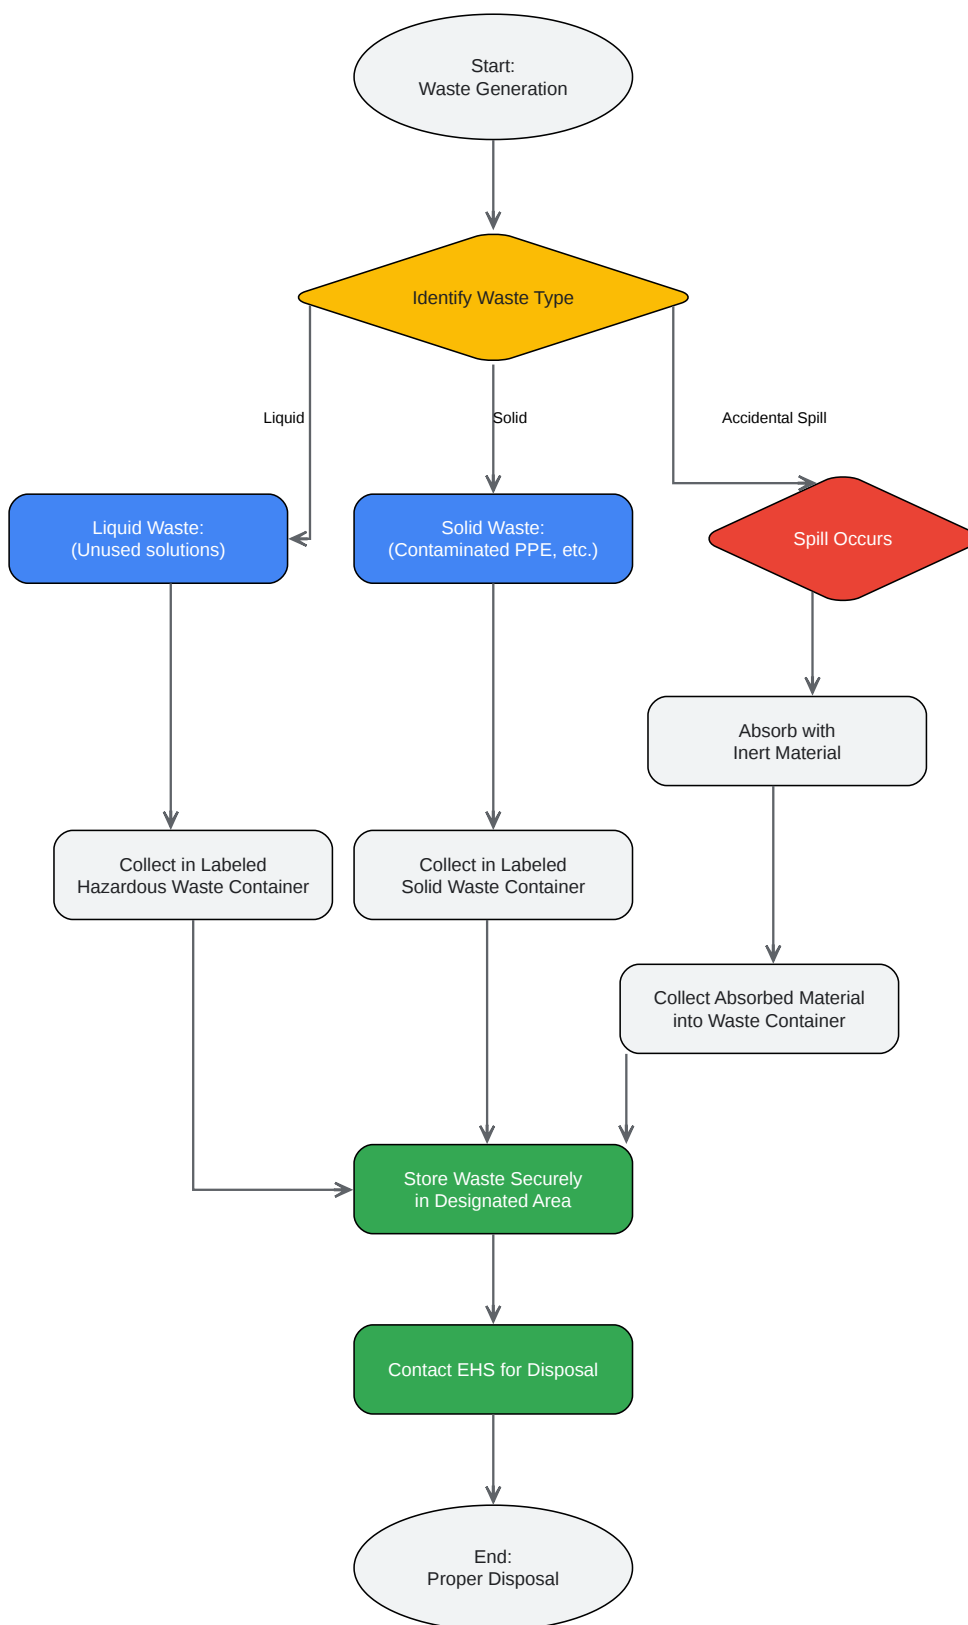 Start:
Waste Generation
Identify Waste Type
Liquid
Solid
Accidental Spill
Liquid Waste:
(Unused solutions)
Solid Waste:
(Contaminated PPE, etc.)
Spill Occurs
Absorb with
Inert Material
Collect in Labeled
Hazardous Waste Container
Collect in Labeled
Solid Waste Container
Collect Absorbed Material
into Waste Container
Store Waste Securely
in Designated Area
Contact EHS for Disposal
End:
Proper Disposal